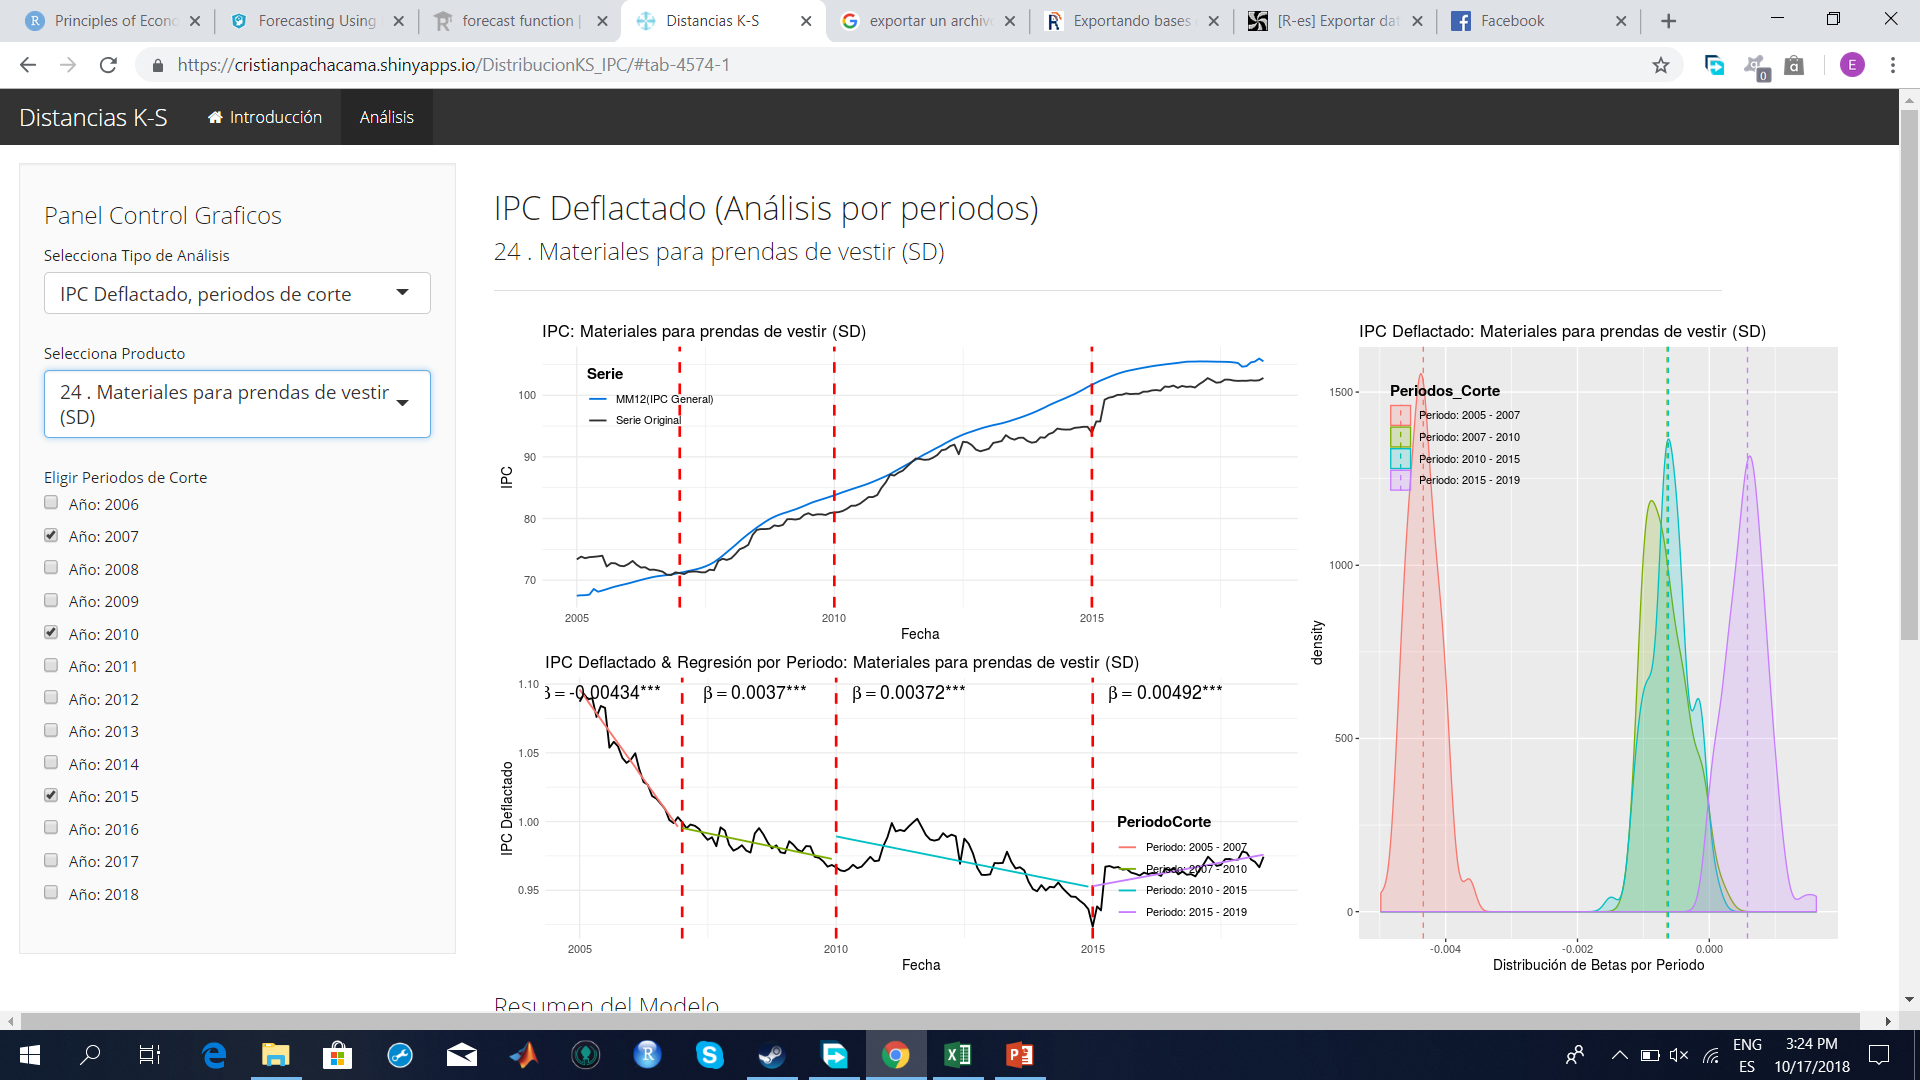 Principles of Econo
Forecasting Using
forecast function |
Distancias K-S
exportar un archiv
Exportando bases
[R-es] Exportar dat
Facebook
https://cristianpachacama.shinyapps.io/DistribucionKS_IPC/#tab-4574-1
0
E
Distancias K-S
Introducción
Análisis
Panel Control Graficos
Selecciona Tipo de Análisis
IPC Deflactado, periodos de corte
Selecciona Producto
24 . Materiales para prendas de vestir
(SD)
Eligir Periodos de Corte
Año: 2006
Año: 2007
Año: 2008
Año: 2009
Año: 2010
Año: 2011
Año: 2012
Año: 2013
Año: 2014
Año: 2015
Año: 2016
Año: 2017
Año: 2018
IPC Deflactado (Análisis por periodos)
24 . Materiales para prendas de vestir (SD)
IPC: Materiales para prendas de vestir (SD)
Serie
MM12(IPC General)
Serie Original
100
90
80
70
IPC
2005
2010
2015
Fecha
IPC Deflactado & Regresión por Periodo: Materiales para prendas de vestir (SD)
β = -0.00434***
β = 0.0037***
β = 0.00372***
β = 0.00492***
1.10
1.05
1.00
0.95
IPC Deflactado
PeriodoCorte
Periodo: 2005 - 2007
Periodo: 2007 - 2010
Periodo: 2010 - 2015
Periodo: 2015 - 2019
2005
2010
2015
Fecha
IPC Deflactado: Materiales para prendas de vestir (SD)
Periodos_Corte
Periodo: 2005 - 2007
Periodo: 2007 - 2010
Periodo: 2010 - 2015
Periodo: 2015 - 2019
1500
1000
500
0
density
-0.004
-0.002
0.000
Distribución de Betas por Periodo
Resumen del Modelo
ENG
ES
3:24 PM
10/17/2018